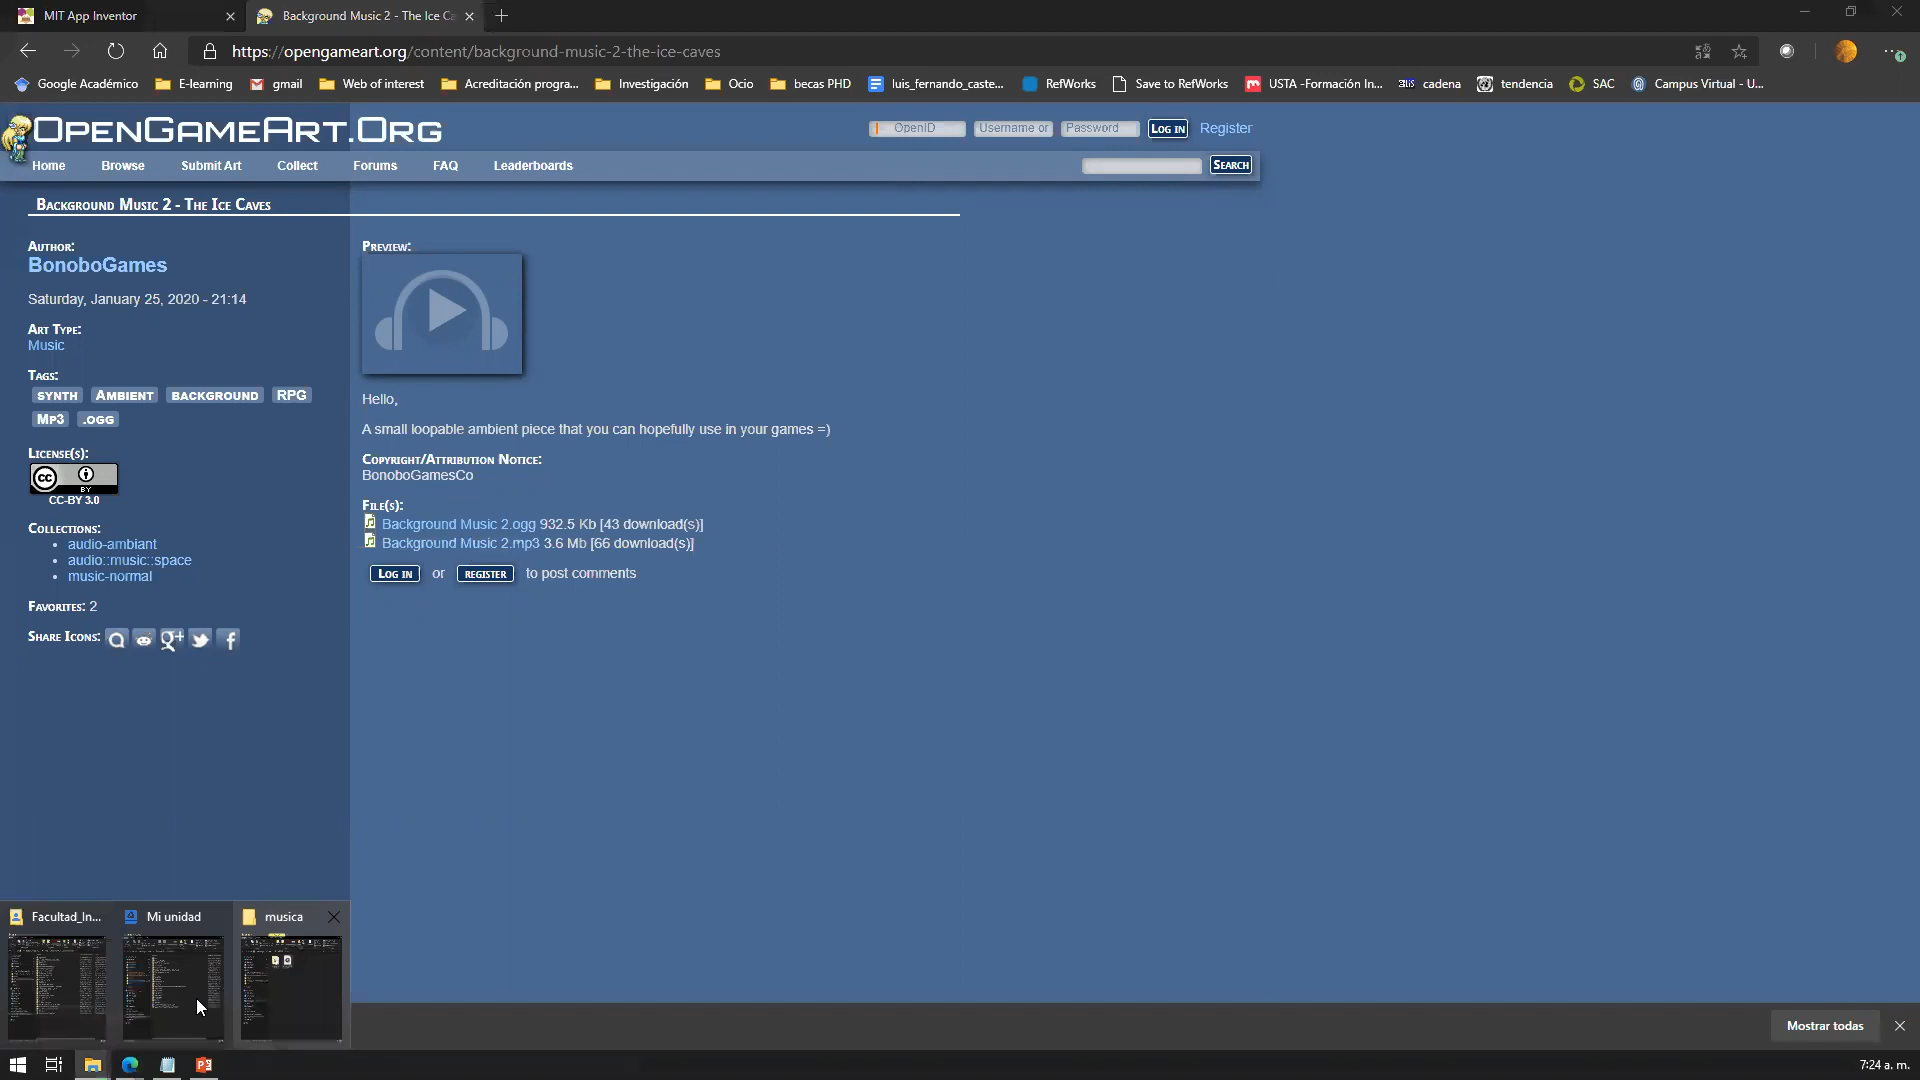 MIT App Inventor
Background Music 2 - The Ice Ca
https://opengameart.org/content/background-music-2-the-ice-caves
Google Académico
E-learning
gmail
Web of interest
Acreditación progra...
Investigación
Ocio
becas PHD
luis_fernando_caste...
RefWorks
Save to RefWorks
USTA -Formación In...
cadena
tendencia
SAC
Campus Virtual - U...
OpenGameArt.Org
OpenID
Username or
Password
Log in
Register
Home
Browse
Submit Art
Collect
Forums
FAQ
Leaderboards
Search
Background Music 2 - The Ice Caves
Author:
BonoboGames
Saturday, January 25, 2020 - 21:14
Art Type:
Music
Tags:
synth
Ambient
background
RPG
Mp3
.ogg
License(s):
cc
BY
CC-BY 3.0
Collections:
audio-ambiant
audio::music::space
music-normal
Favorites: 2
Share Icons:
Preview:
Hello,
A small loopable ambient piece that you can hopefully use in your games =)
Copyright/Attribution Notice:
BonoboGamesCo
File(s):
Background Music 2.ogg 932.5 Kb [43 download(s)]
Background Music 2.mp3 3.6 Mb [66 download(s)]
Log in or register to post comments
Facultad_In...
Mi unidad
musica
Mostrar todas
7:24 a. m.